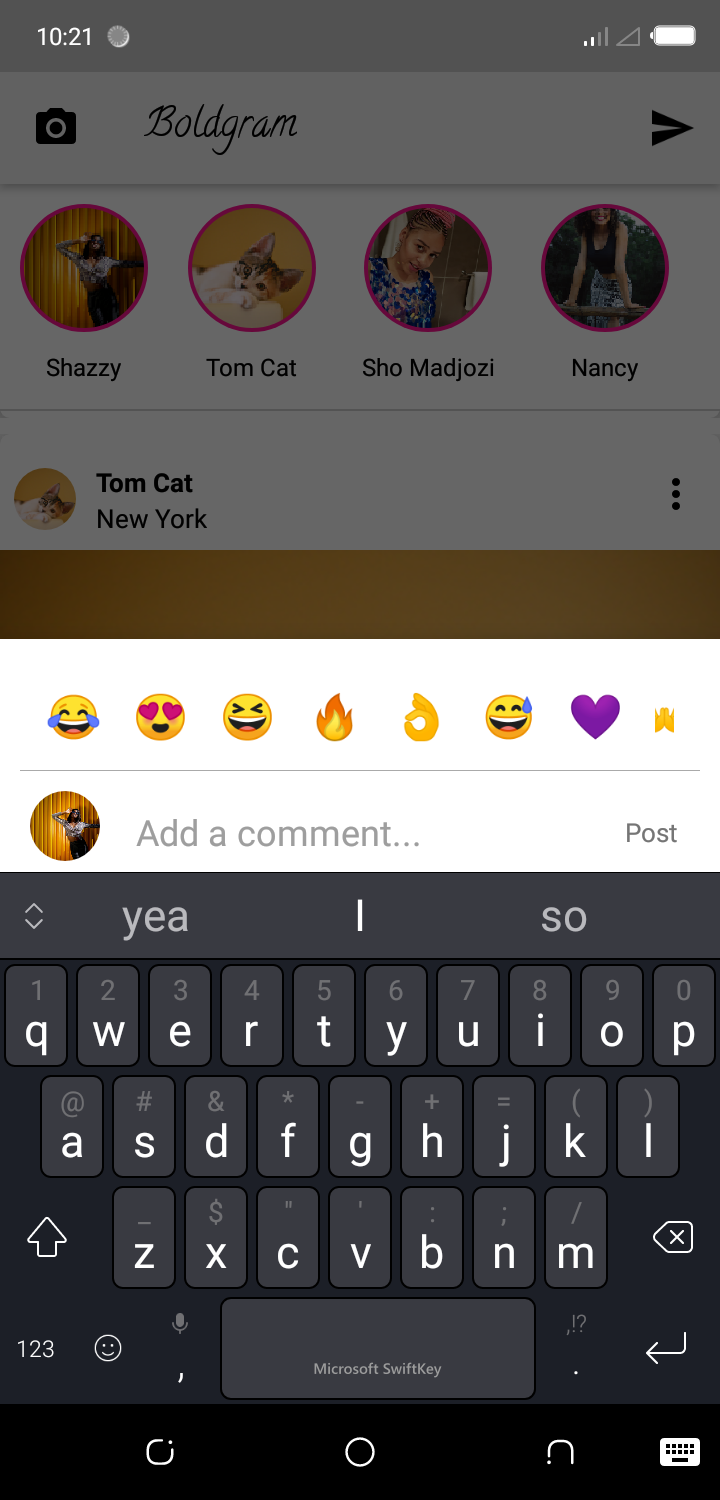 10:21
Boldgram
Shazzy Tom Cat Sho Madjozi Nancy
Tom Cat
New York
😂 😍 😆 🔥 👌 😅 💜
Add a comment... Post
yea I so
1 2 3 4 5 6 7 8 9 0
q w e r t y u i o p
@ # & * - + = ( )
a s d f g h j k l
_ $ " ' : ; /
z x c v b n m
123 , Microsoft SwiftKey ,!? .